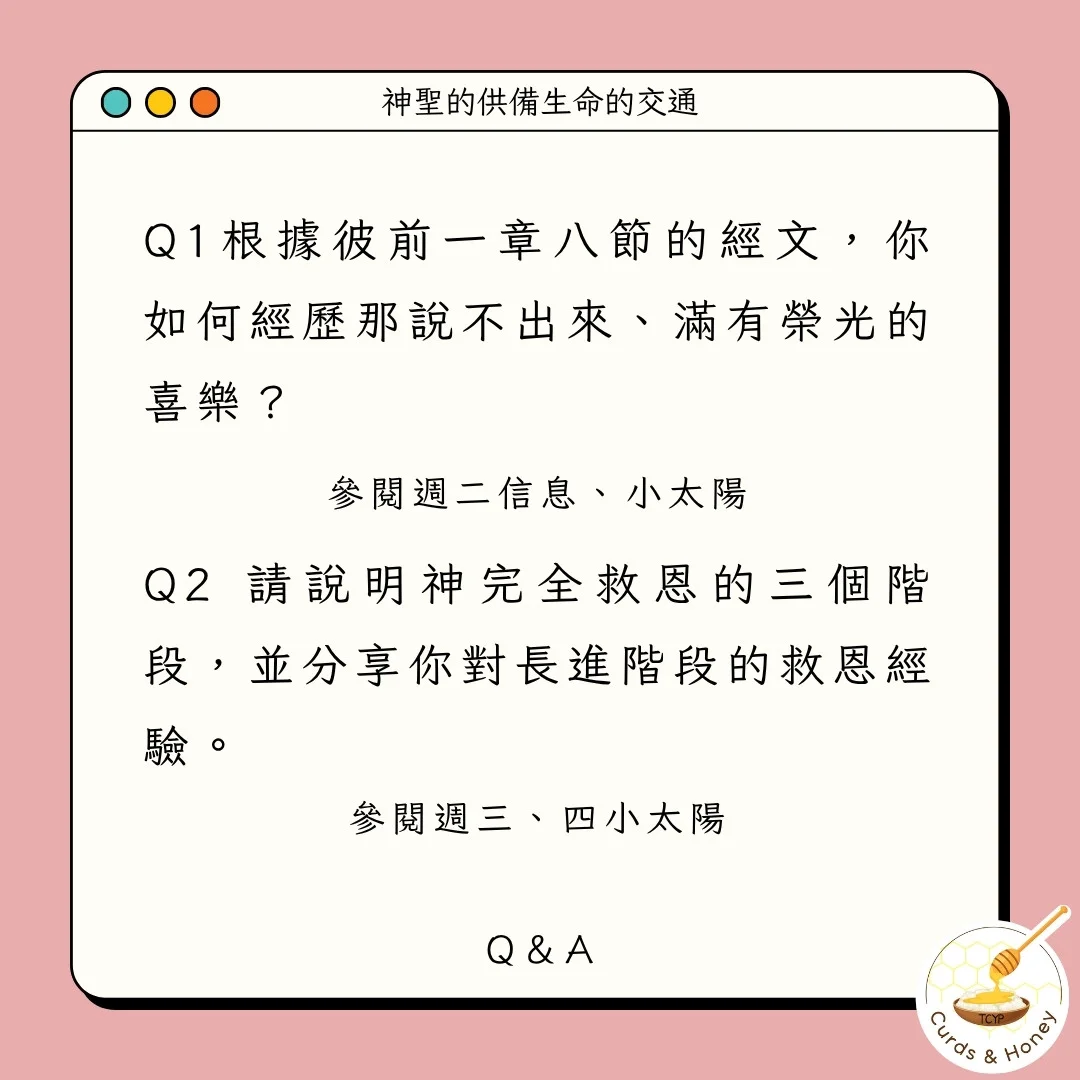 神聖的供備生命的交通
Q1根據彼前一章八節的經文，你
如何經歷那說不出來、滿有榮光的
喜樂？
參閱週二信息、小太陽
Q2 請說明神完全救恩的三個階
段，並分享你對長進階段的救恩經
驗。
參閱週三、四小太陽
Q&A
TCYP
Curds & Honey